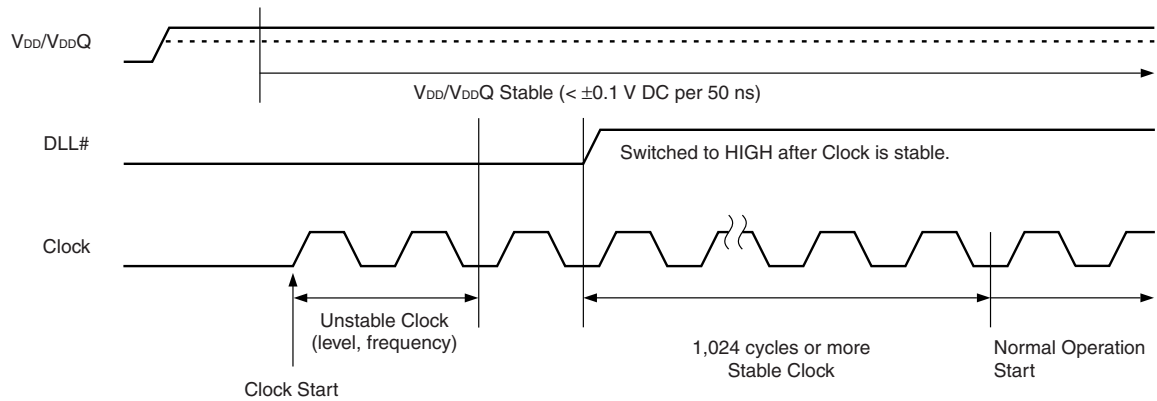 VDD/VDDQ
VDD/VDDQ Stable (< ±0.1 V DC per 50 ns)
DLL#
Switched to HIGH after Clock is stable.
Clock
Unstable Clock
(level, frequency)
1,024 cycles or more
Stable Clock
Normal Operation
Start
Clock Start